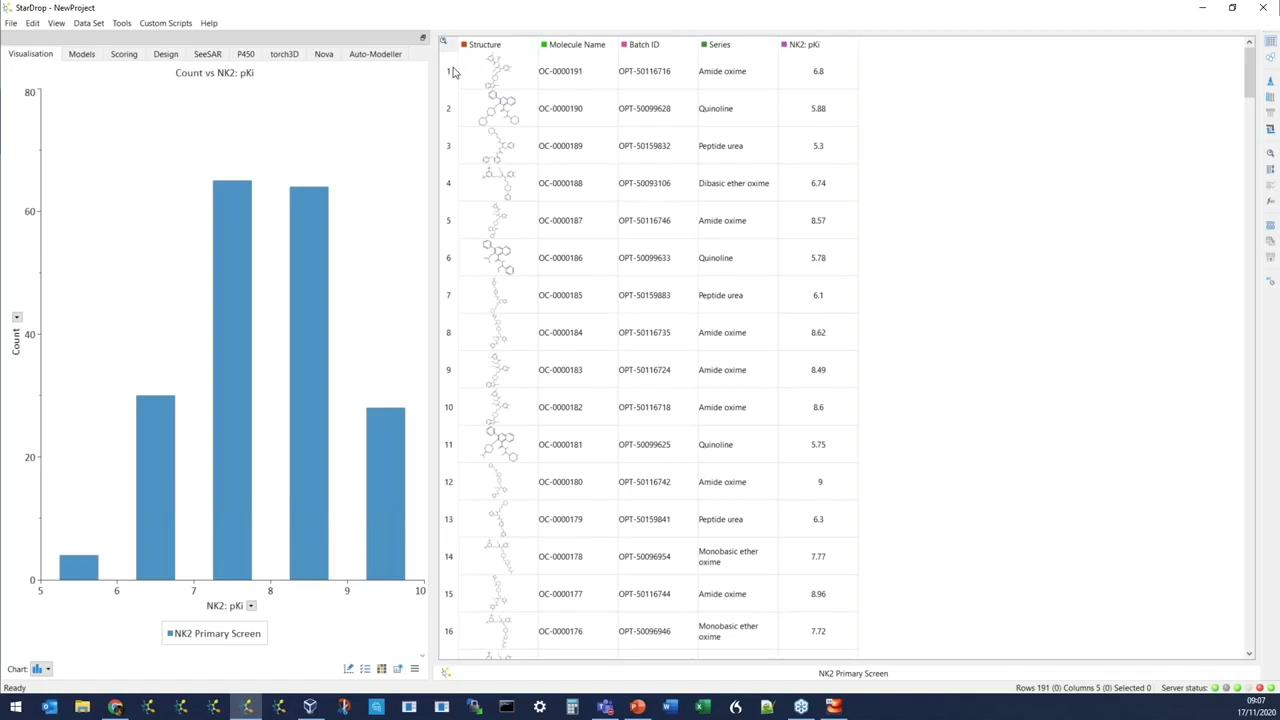 StarDrop - NewProject
File Edit View Data Set Tools Custom Scripts Help
Visualisation Models Scoring Design SeeSAR P450 torch3D Nova Auto-Modeller
Count vs NK2: pKi
80
60
40
20
0
Count
5 6 7 8 9 10
NK2: pKi
NK2 Primary Screen
Chart:
Structure Molecule Name Batch ID Series NK2: pKi
1 OC-0000191 OPT-50116716 Amide oxime 6.8
2 OC-0000190 OPT-50099628 Quinoline 5.88
3 OC-0000189 OPT-50159832 Peptide urea 5.3
4 OC-0000188 OPT-50093106 Dibasic ether oxime 6.74
5 OC-0000187 OPT-50116746 Amide oxime 8.57
6 OC-0000186 OPT-50099633 Quinoline 5.78
7 OC-0000185 OPT-50159883 Peptide urea 6.1
8 OC-0000184 OPT-50116735 Amide oxime 8.62
9 OC-0000183 OPT-50116724 Amide oxime 8.49
10 OC-0000182 OPT-50116718 Amide oxime 8.6
11 OC-0000181 OPT-50099625 Quinoline 5.75
12 OC-0000180 OPT-50116742 Amide oxime 9
13 OC-0000179 OPT-50159841 Peptide urea 6.3
14 OC-0000178 OPT-50096954 Monobasic ether oxime 7.77
15 OC-0000177 OPT-50116744 Amide oxime 8.96
16 OC-0000176 OPT-50096946 Monobasic ether oxime 7.72
NK2 Primary Screen
Ready
Rows 191 (0) Columns 5 (0) Selected 0 Server status:
09:07
17/11/2020